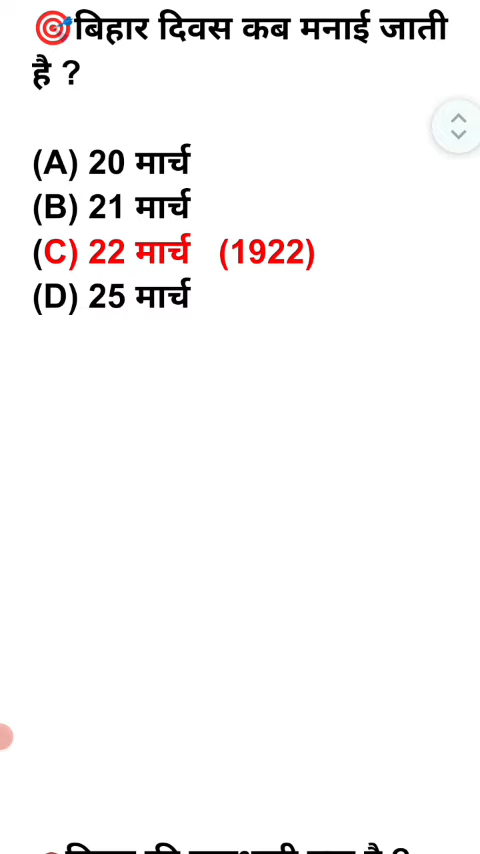 🎯बिहार दिवस कब मनाई जाती
है ?
(A) 20 मार्च
(B) 21 मार्च
(C) 22 मार्च (1922)
(D) 25 मार्च